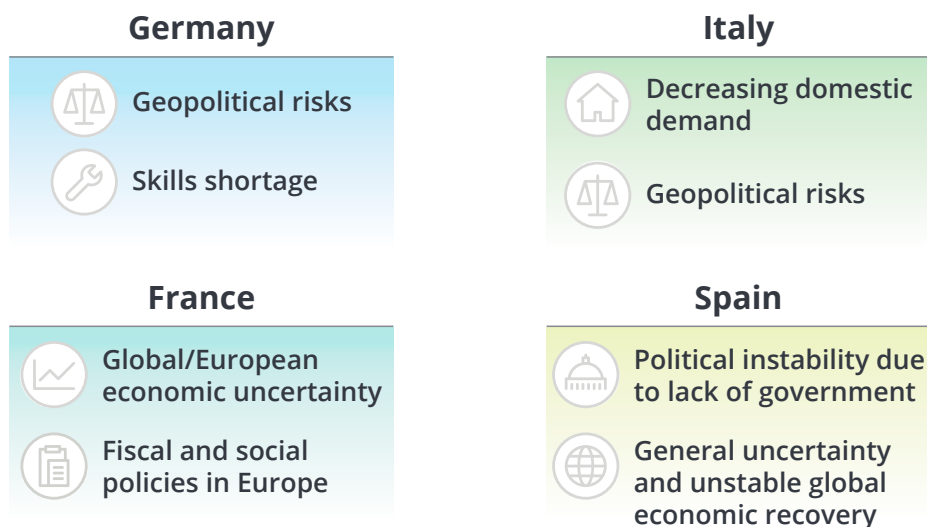 Germany
Geopolitical risks
Skills shortage
Italy
Decreasing domestic
demand
Geopolitical risks
France
Global/European
economic uncertainty
Fiscal and social
policies in Europe
Spain
Political instability due
to lack of government
General uncertainty
and unstable global
economic recovery